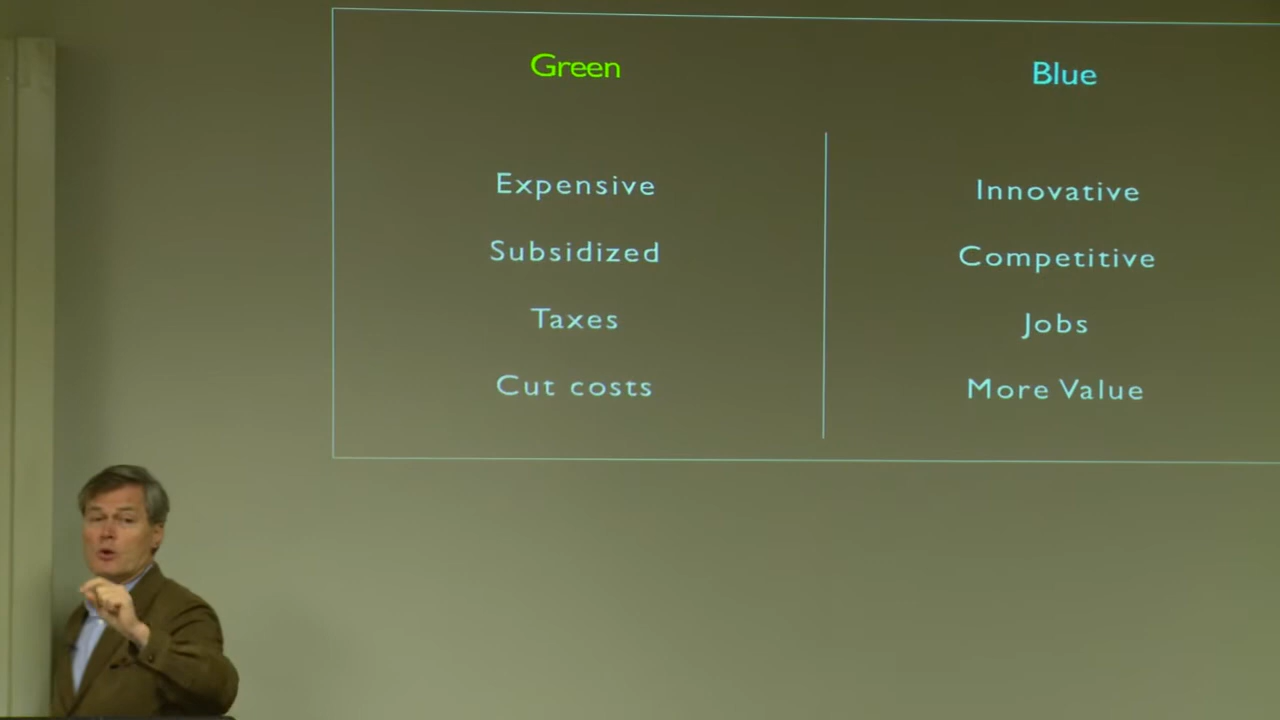 Green
Blue
Expensive
Innovative
Subsidized
Competitive
Taxes
Jobs
Cut costs
More Value